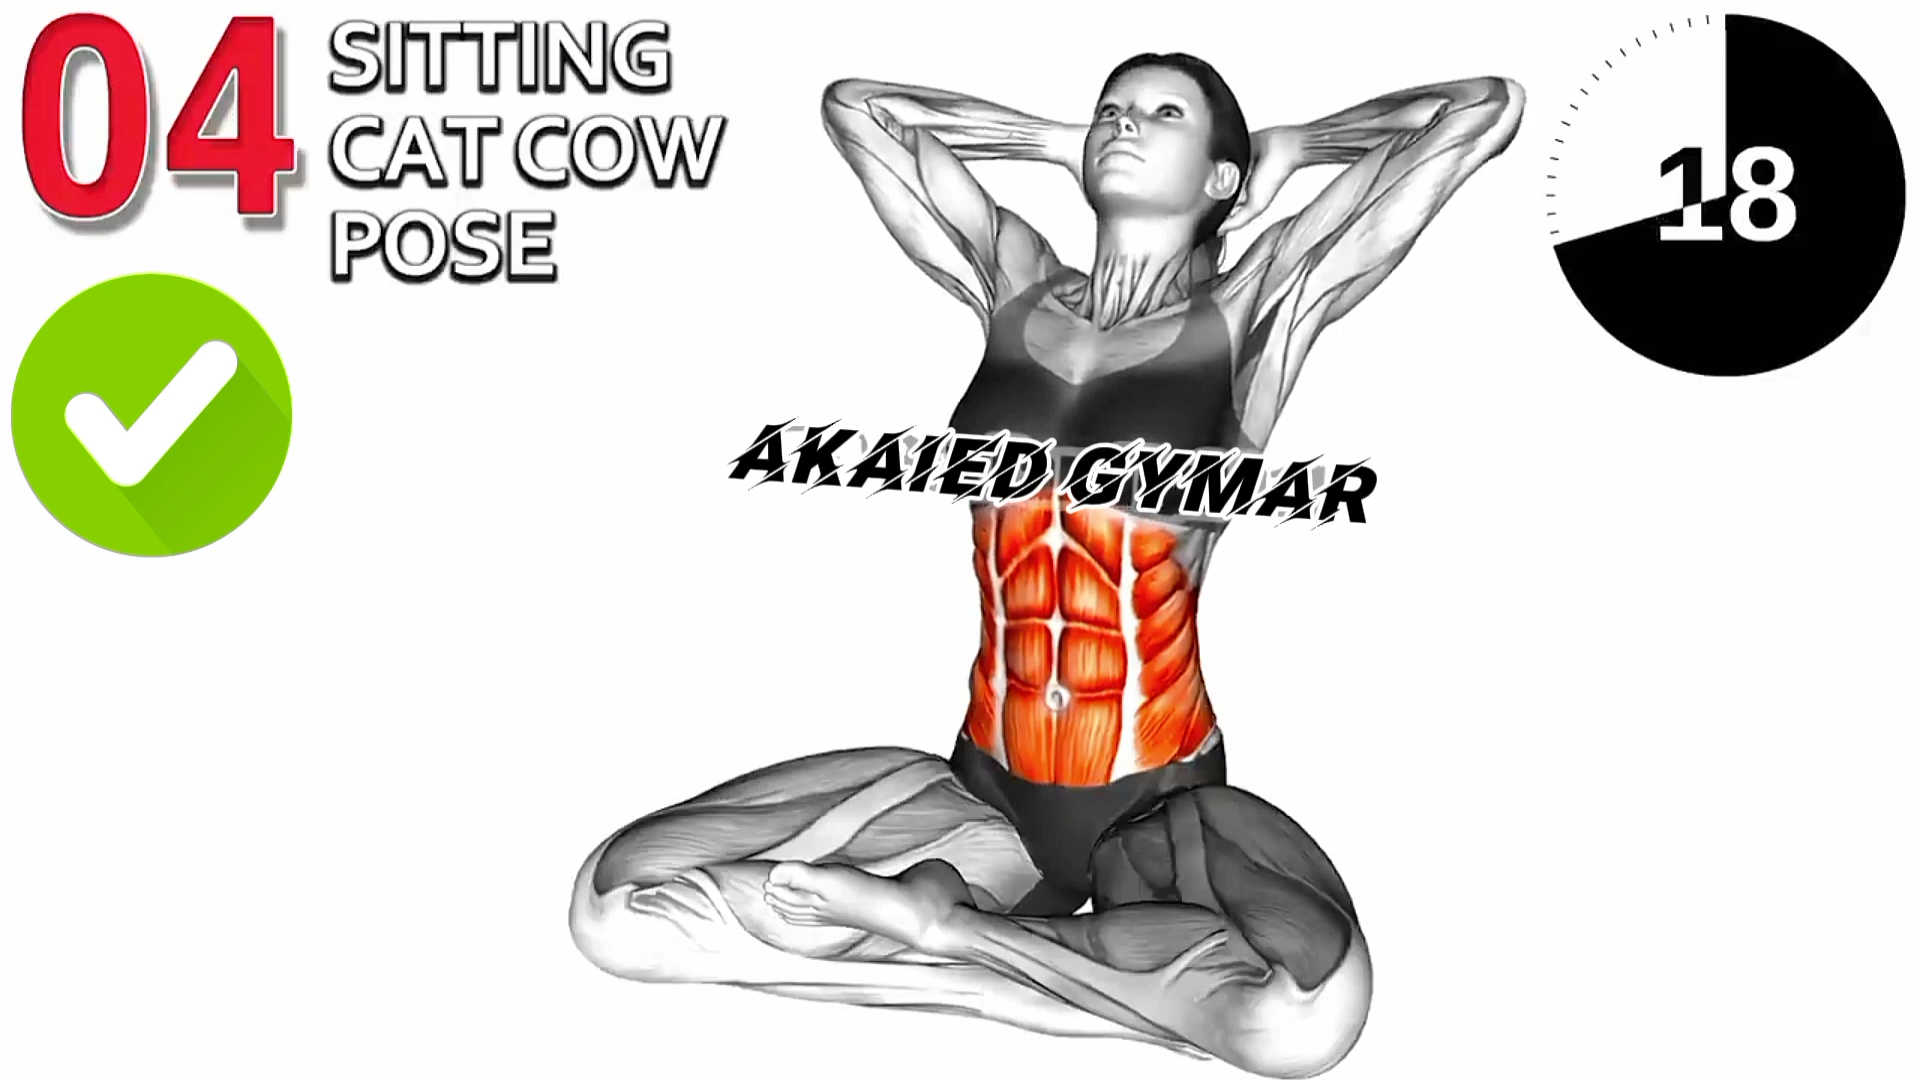 04
SITTING
CAT COW
POSE
18
AKAIED GYMAR